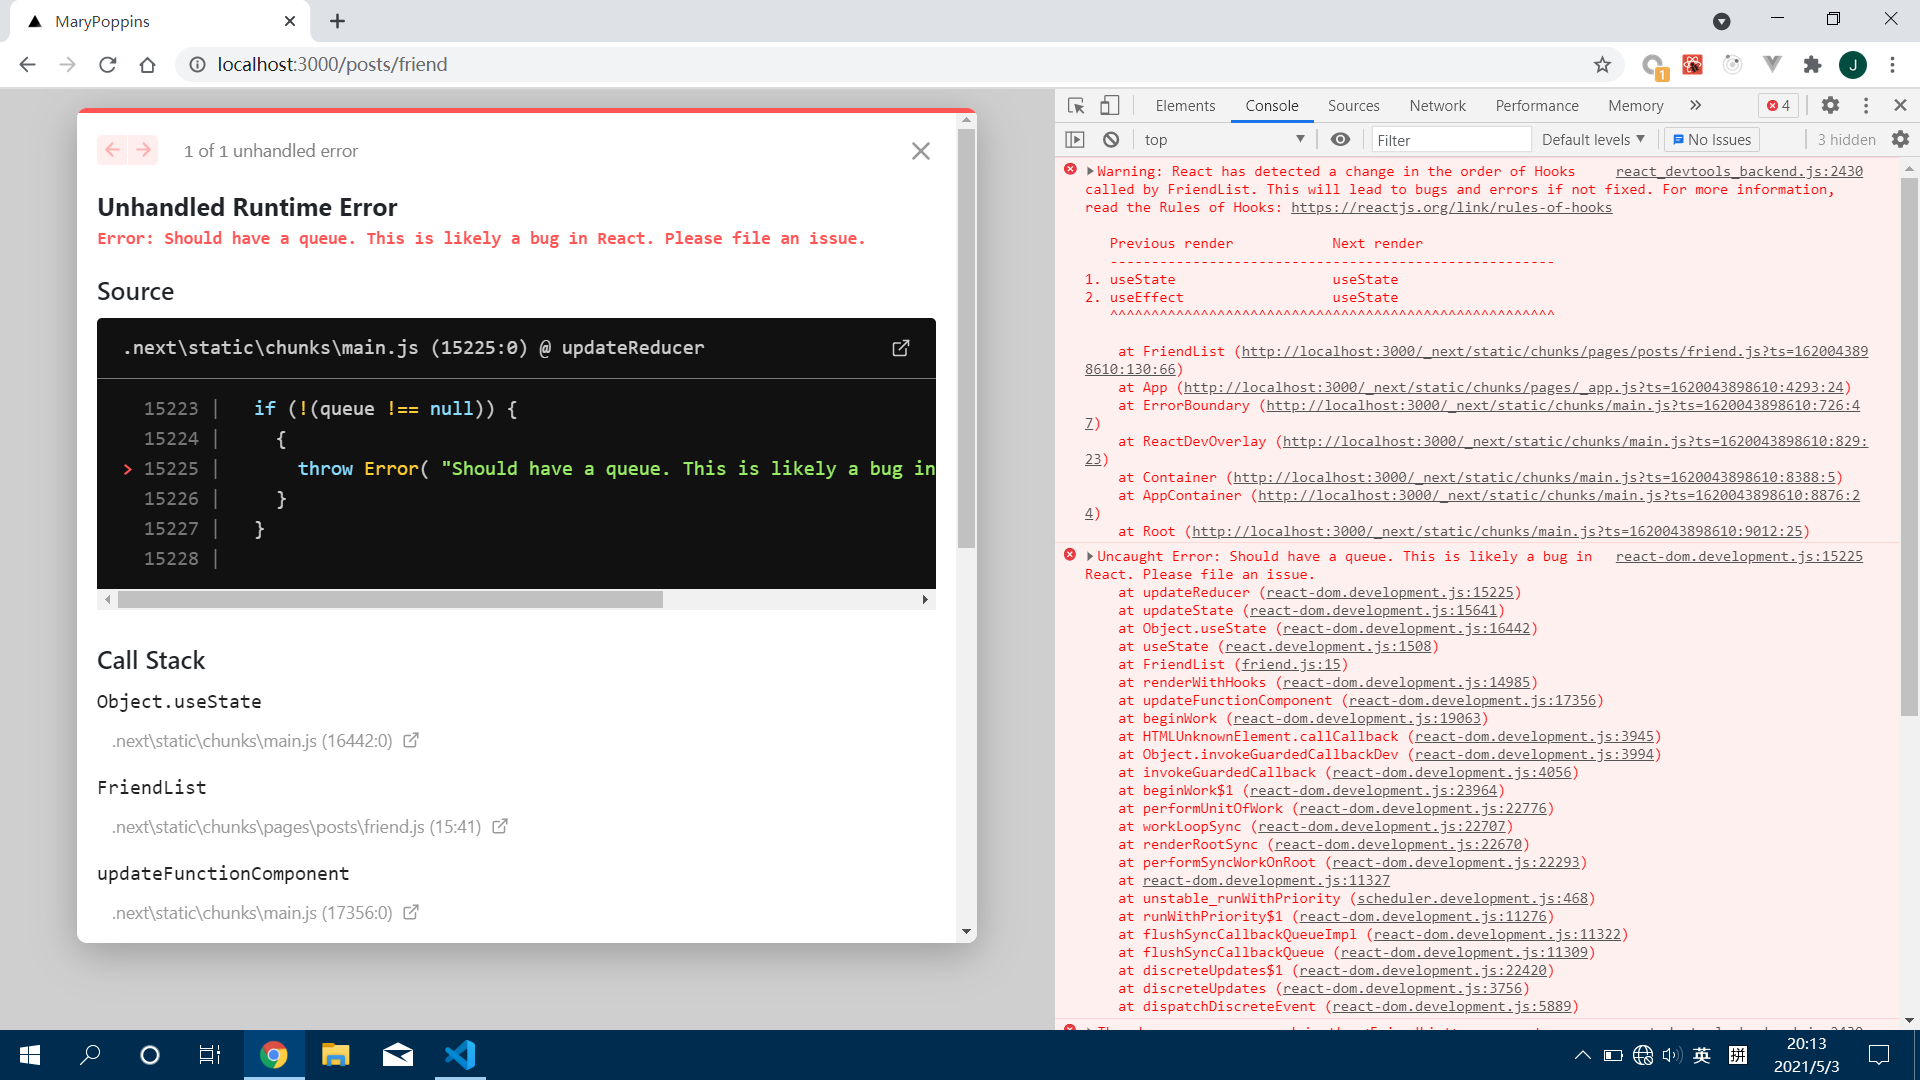 MaryPoppins
localhost:3000/posts/friend
1
J
1 of 1 unhandled error
Unhandled Runtime Error
Error: Should have a queue. This is likely a bug in React. Please file an issue.
Source
.next\static\chunks\main.js (15225:0) @ updateReducer
15223 | if (!(queue !== null)) {
15224 | {
> 15225 | throw Error( "Should have a queue. This is likely a bug in
15226 | }
15227 | }
15228 |
Call Stack
Object.useState
.next\static\chunks\main.js (16442:0)
FriendList
.next\static\chunks\pages\posts\friend.js (15:41)
updateFunctionComponent
.next\static\chunks\main.js (17356:0)
Elements Console Sources Network Performance Memory » 4
top Filter Default levels No Issues 3 hidden
Warning: React has detected a change in the order of Hooks react_devtools_backend.js:2430
called by FriendList. This will lead to bugs and errors if not fixed. For more information,
read the Rules of Hooks: https://reactjs.org/link/rules-of-hooks
Previous render Next render
------------------------------------------------------
1. useState useState
2. useEffect useState
^^^^^^^^^^^^^^^^^^^^^^^^^^^^^^^^^^^^^^^^^^^^^^^^^^^^^^
at FriendList (http://localhost:3000/_next/static/chunks/pages/posts/friend.js?ts=162004389
8610:130:66)
at App (http://localhost:3000/_next/static/chunks/pages/_app.js?ts=1620043898610:4293:24)
at ErrorBoundary (http://localhost:3000/_next/static/chunks/main.js?ts=1620043898610:726:4
7)
at ReactDevOverlay (http://localhost:3000/_next/static/chunks/main.js?ts=1620043898610:829:
23)
at Container (http://localhost:3000/_next/static/chunks/main.js?ts=1620043898610:8388:5)
at AppContainer (http://localhost:3000/_next/static/chunks/main.js?ts=1620043898610:8876:2
4)
at Root (http://localhost:3000/_next/static/chunks/main.js?ts=1620043898610:9012:25)
Uncaught Error: Should have a queue. This is likely a bug in react-dom.development.js:15225
React. Please file an issue.
at updateReducer (react-dom.development.js:15225)
at updateState (react-dom.development.js:15641)
at Object.useState (react-dom.development.js:16442)
at useState (react.development.js:1508)
at FriendList (friend.js:15)
at renderWithHooks (react-dom.development.js:14985)
at updateFunctionComponent (react-dom.development.js:17356)
at beginWork (react-dom.development.js:19063)
at HTMLUnknownElement.callCallback (react-dom.development.js:3945)
at Object.invokeGuardedCallbackDev (react-dom.development.js:3994)
at invokeGuardedCallback (react-dom.development.js:4056)
at beginWork$1 (react-dom.development.js:23964)
at performUnitOfWork (react-dom.development.js:22776)
at workLoopSync (react-dom.development.js:22707)
at renderRootSync (react-dom.development.js:22670)
at performSyncWorkOnRoot (react-dom.development.js:22293)
at react-dom.development.js:11327
at unstable_runWithPriority (scheduler.development.js:468)
at runWithPriority$1 (react-dom.development.js:11276)
at flushSyncCallbackQueueImpl (react-dom.development.js:11322)
at flushSyncCallbackQueue (react-dom.development.js:11309)
at discreteUpdates$1 (react-dom.development.js:22420)
at discreteUpdates (react-dom.development.js:3756)
at dispatchDiscreteEvent (react-dom.development.js:5889)
英 拼
20:13
2021/5/3